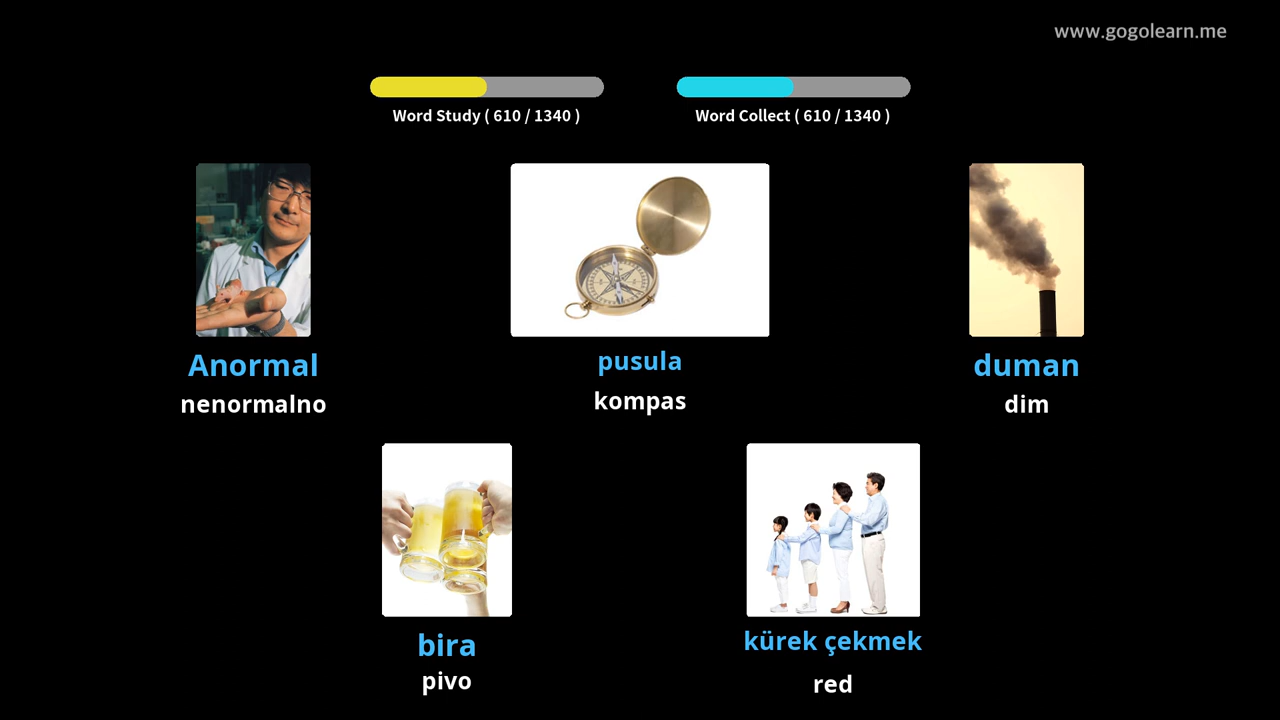 www.gogolearn.me
Word Study ( 610 / 1340 )
Word Collect ( 610 / 1340 )
Anormal
nenormalno
pusula
kompas
duman
dim
bira
pivo
kürek çekmek
red